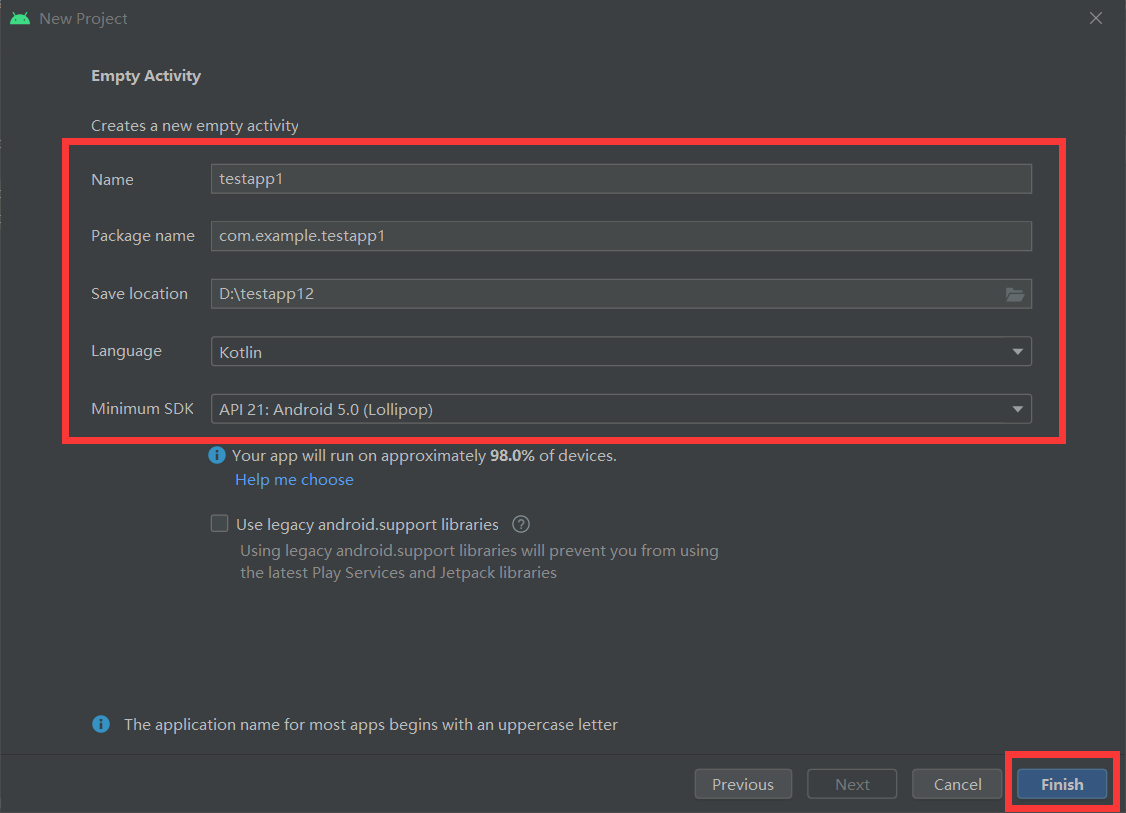 New Project
Empty Activity
Creates a new empty activity
Name testapp1
Package name com.example.testapp1
Save location D:\testapp12
Language Kotlin
Minimum SDK API 21: Android 5.0 (Lollipop)
Your app will run on approximately 98.0% of devices.
Help me choose
Use legacy android.support libraries ?
Using legacy android.support libraries will prevent you from using
the latest Play Services and Jetpack libraries
The application name for most apps begins with an uppercase letter
Previous Next Cancel Finish